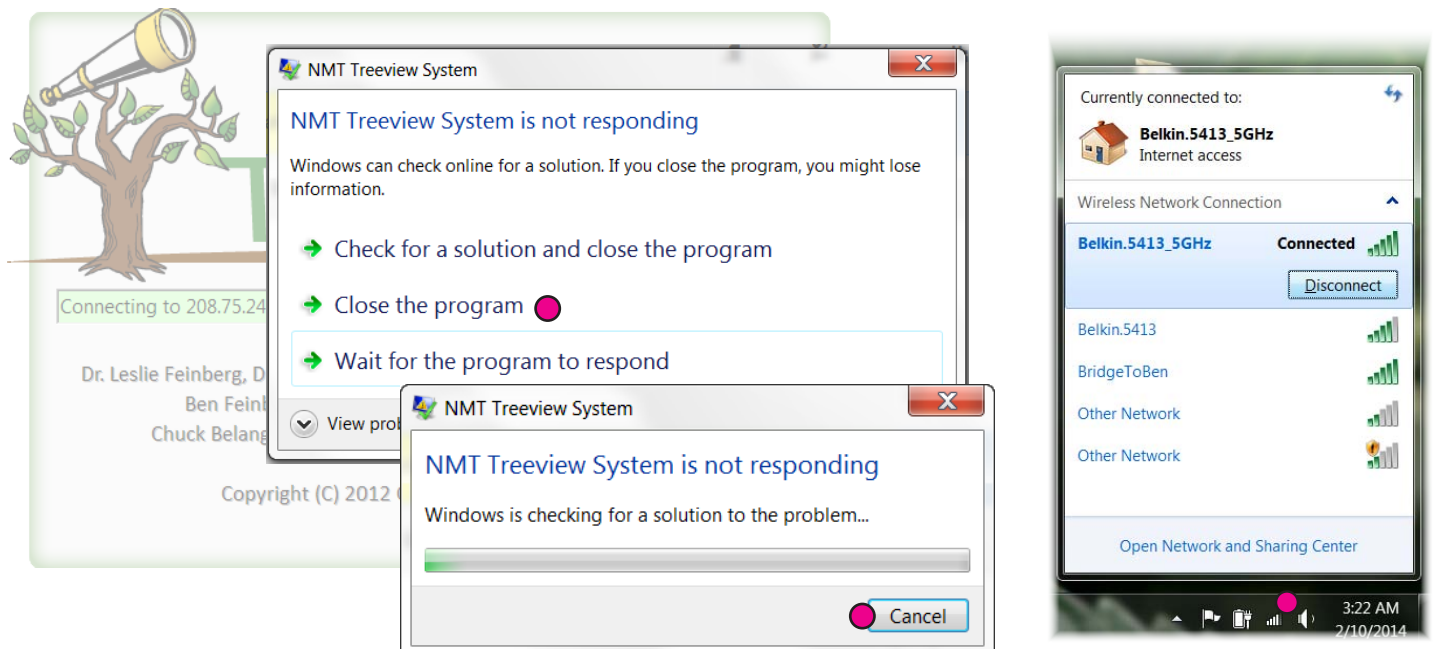 NMT Treeview System
X
NMT Treeview System is not responding
Windows can check online for a solution. If you close the program, you might lose
information.
Check for a solution and close the program
Close the program
Wait for the program to respond
View
Connecting to 208.75.24
Dr. Leslie Feinberg, D
Ben
Chuck
Copyright (C) 2012
NMT Treeview System
X
NMT Treeview System is not responding
Windows is checking for a solution to the problem...
Cancel
Currently connected to:
Belkin.5413_5GHz
Internet access
Wireless Network Connection
Belkin.5413_5GHz Connected
Disconnect
Belkin.5413
BridgeToBen
Other Network
Other Network
Open Network and Sharing Center
3:22 AM
2/10/2014